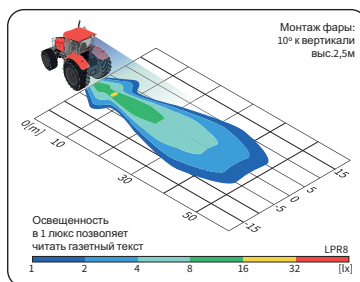 Монтаж фары:
10º к вертикали
выс.2,5м
0[m]
10
30
50
15
5
0
-5
-15
Освещенность
в 1 люкс позволяет
читать газетный текст
LPR8
1 2 4 8 16 32 [lx]